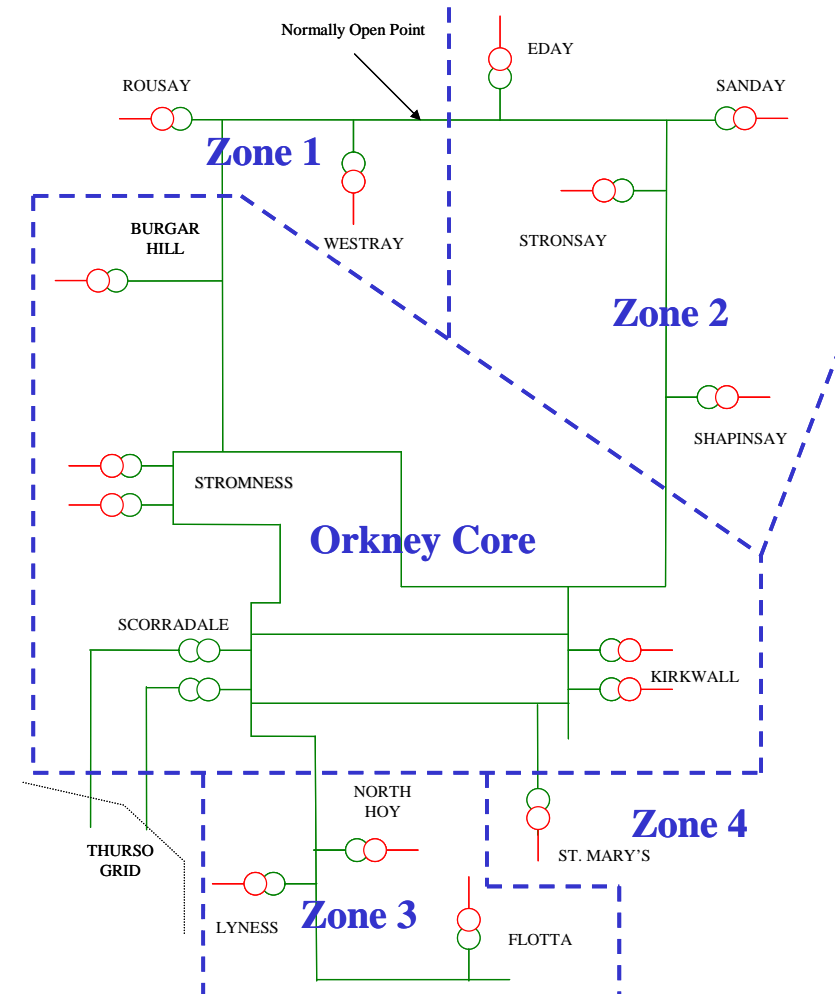 Normally Open Point
EDAY
ROUSAY
SANDAY
Zone 1
BURGAR
HILL
WESTRAY
STRONSAY
Zone 2
SHAPINSAY
STROMNESS
Orkney Core
SCORRADALE
KIRKWALL
NORTH
HOY
Zone 4
THURSO
GRID
ST. MARY'S
LYNESS
Zone 3
FLOTTA